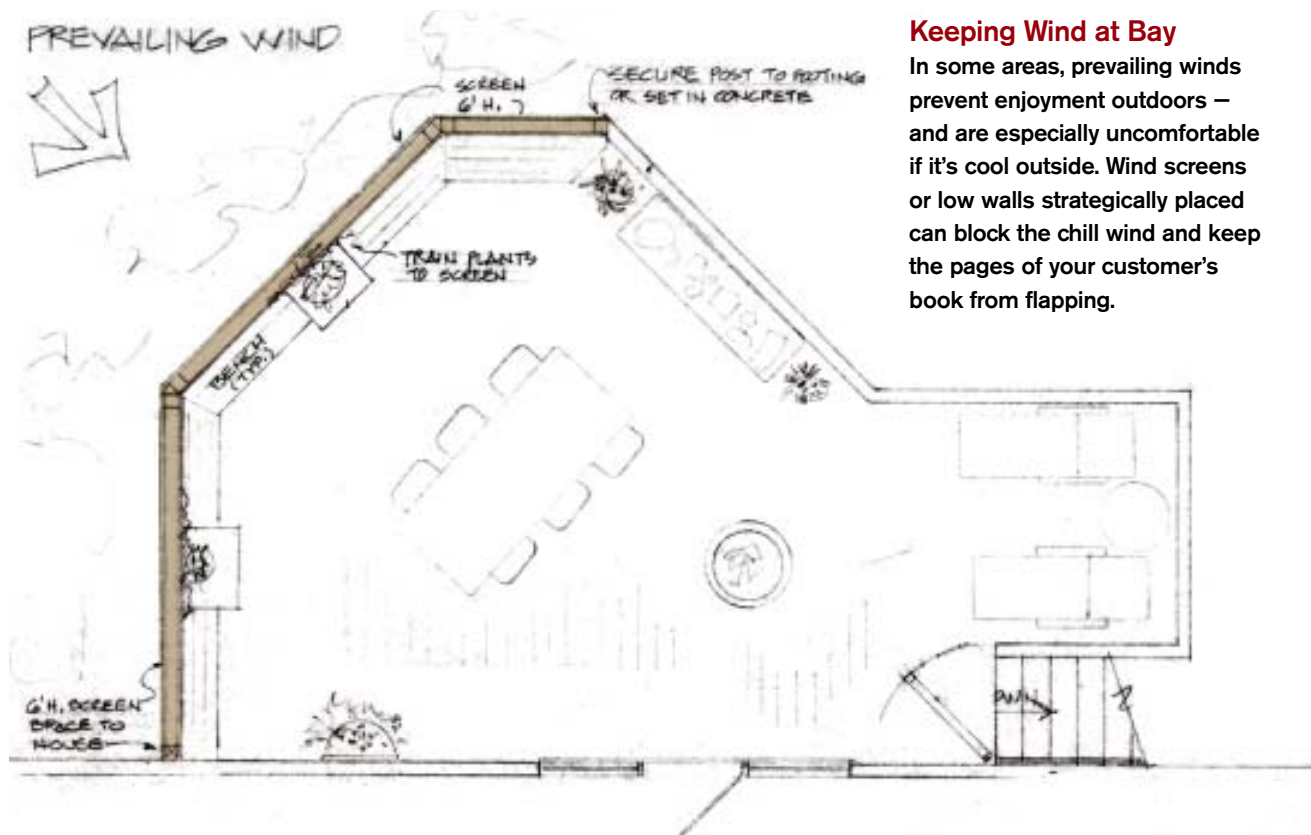 PREVAILING WIND
SCREEN
6' H.
SECURE POST TO FOOTING
OR SET IN CONCRETE
Keeping Wind at Bay
In some areas, prevailing winds
prevent enjoyment outdoors —
and are especially uncomfortable
if it's cool outside. Wind screens
or low walls strategically placed
can block the chill wind and keep
the pages of your customer's
book from flapping.
TRAIN PLANTS
TO SCREEN
BENCH
(TYP.)
6' H. SCREEN
BRACE TO
HOUSE
DWN